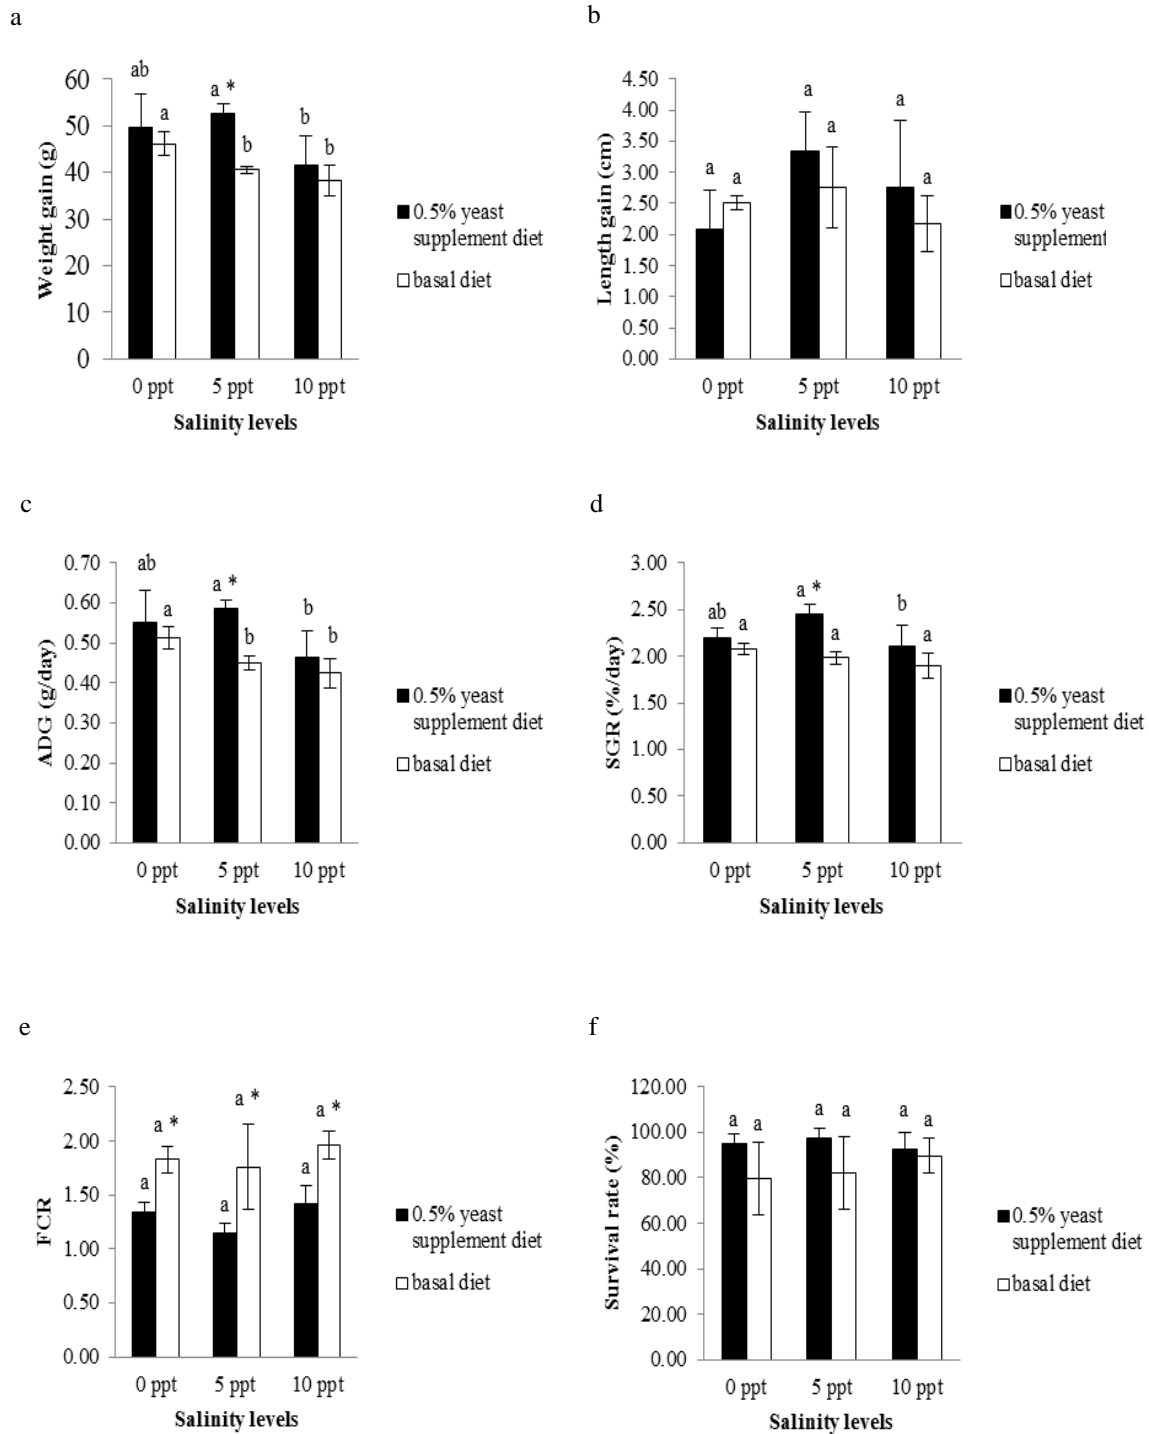 a
60
50
40
30
20
10
0
Weight gain (g)
ab
a
a *
b
b
b
0 ppt 5 ppt 10 ppt
Salinity levels
0.5% yeast
supplement diet
basal diet
b
4.50
4.00
3.50
3.00
2.50
2.00
1.50
1.00
0.50
0.00
Length gain (cm)
a
a
a
a
a
a
0 ppt 5 ppt 10 ppt
Salinity levels
0.5% yeast
supplement
basal diet
c
0.70
0.60
0.50
0.40
0.30
0.20
0.10
0.00
ADG (g/day)
ab
a
a *
b
b
b
0 ppt 5 ppt 10 ppt
Salinity levels
0.5% yeast
supplement diet
basal diet
d
3.00
2.50
2.00
1.50
1.00
0.50
0.00
SGR (%/day)
ab
a
a *
a
b
a
0 ppt 5 ppt 10 ppt
Salinity levels
0.5% yeast
supplement diet
basal diet
e
2.50
2.00
1.50
1.00
0.50
0.00
FCR
a
a *
a
a *
a
a *
0 ppt 5 ppt 10 ppt
Salinity levels
0.5% yeast
supplement diet
basal diet
f
120.00
100.00
80.00
60.00
40.00
20.00
0.00
Survival rate (%)
a
a
a
a
a
a
0 ppt 5 ppt 10 ppt
Salinity levels
0.5% yeast
supplement diet
basal diet